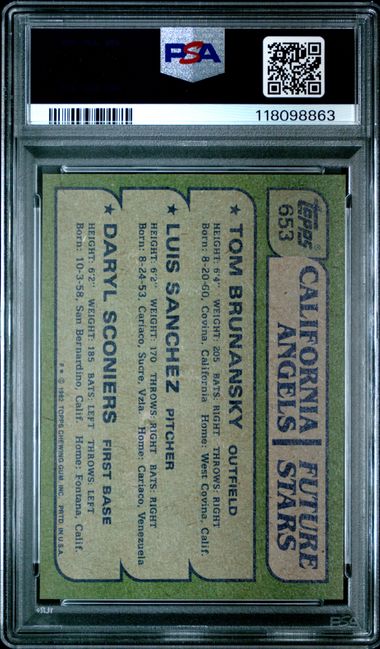 PSA
118098863
topps®
653
CALIFORNIA ANGELS
FUTURE STARS
★ TOM BRUNANSKY OUTFIELD
HEIGHT: 6'4" WEIGHT: 205 BATS: RIGHT THROWS: RIGHT
Born: 8-20-60, Covina, California Home: West Covina, Calif.
★ LUIS SANCHEZ PITCHER
HEIGHT: 6'2" WEIGHT: 170 THROWS: RIGHT BATS: RIGHT
Born: 8-24-53, Cariaco, Sucre, Vzla. Home: Cariaco, Venezuela
★ DARYL SCONIERS FIRST BASE
HEIGHT: 6'2" WEIGHT: 185 BATS: LEFT THROWS: LEFT
Born: 10-3-58, San Bernardino, Calif. Home: Fontana, Calif.
© 1982 TOPPS CHEWING GUM, INC. PRTD. IN U.S.A.
PSA